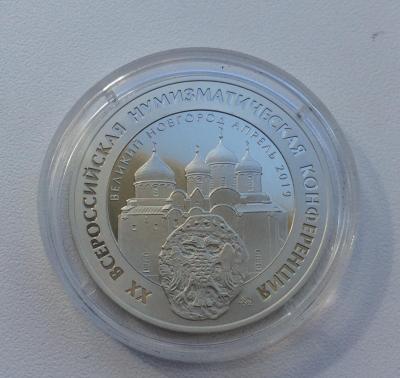 XX ВСЕРОССИЙСКАЯ НУМИЗМАТИЧЕСКАЯ КОНФЕРЕНЦИЯ
ВЕЛИКИЙ НОВГОРОД АПРЕЛЬ 2019